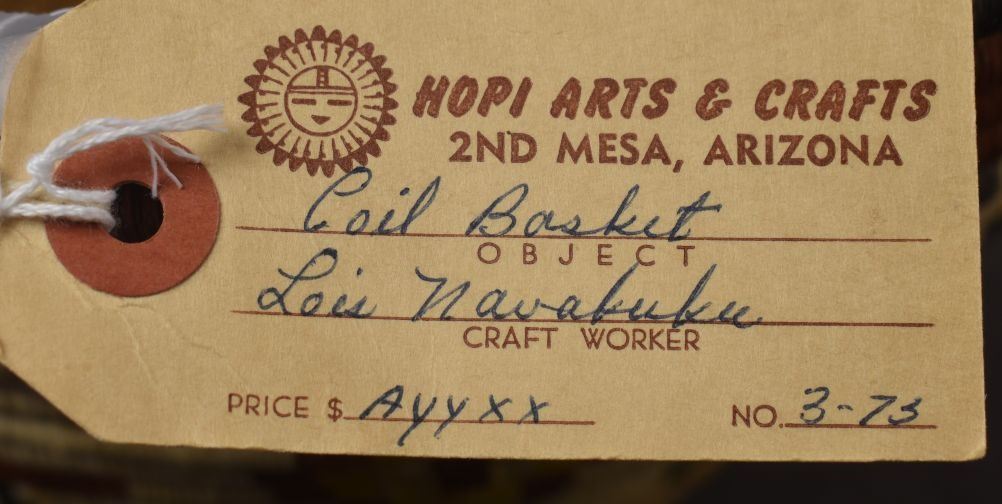 HOPI ARTS & CRAFTS
2ND MESA, ARIZONA
Coil Basket
OBJECT
Lois Navakuku
CRAFT WORKER
PRICE $ Ayyxx NO. 3-73